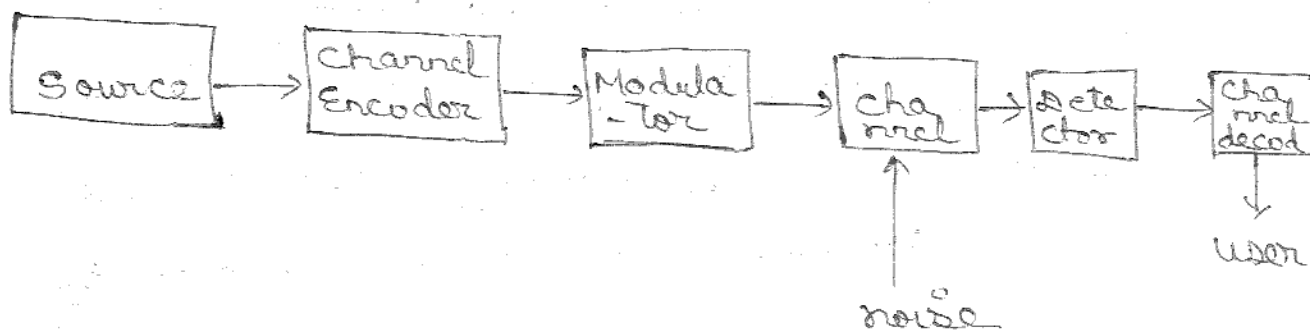 Source
Channel
Encoder
Modula
-Tor
cha
nnel
Dete
ctor
cha
nnel
decod
user
noise